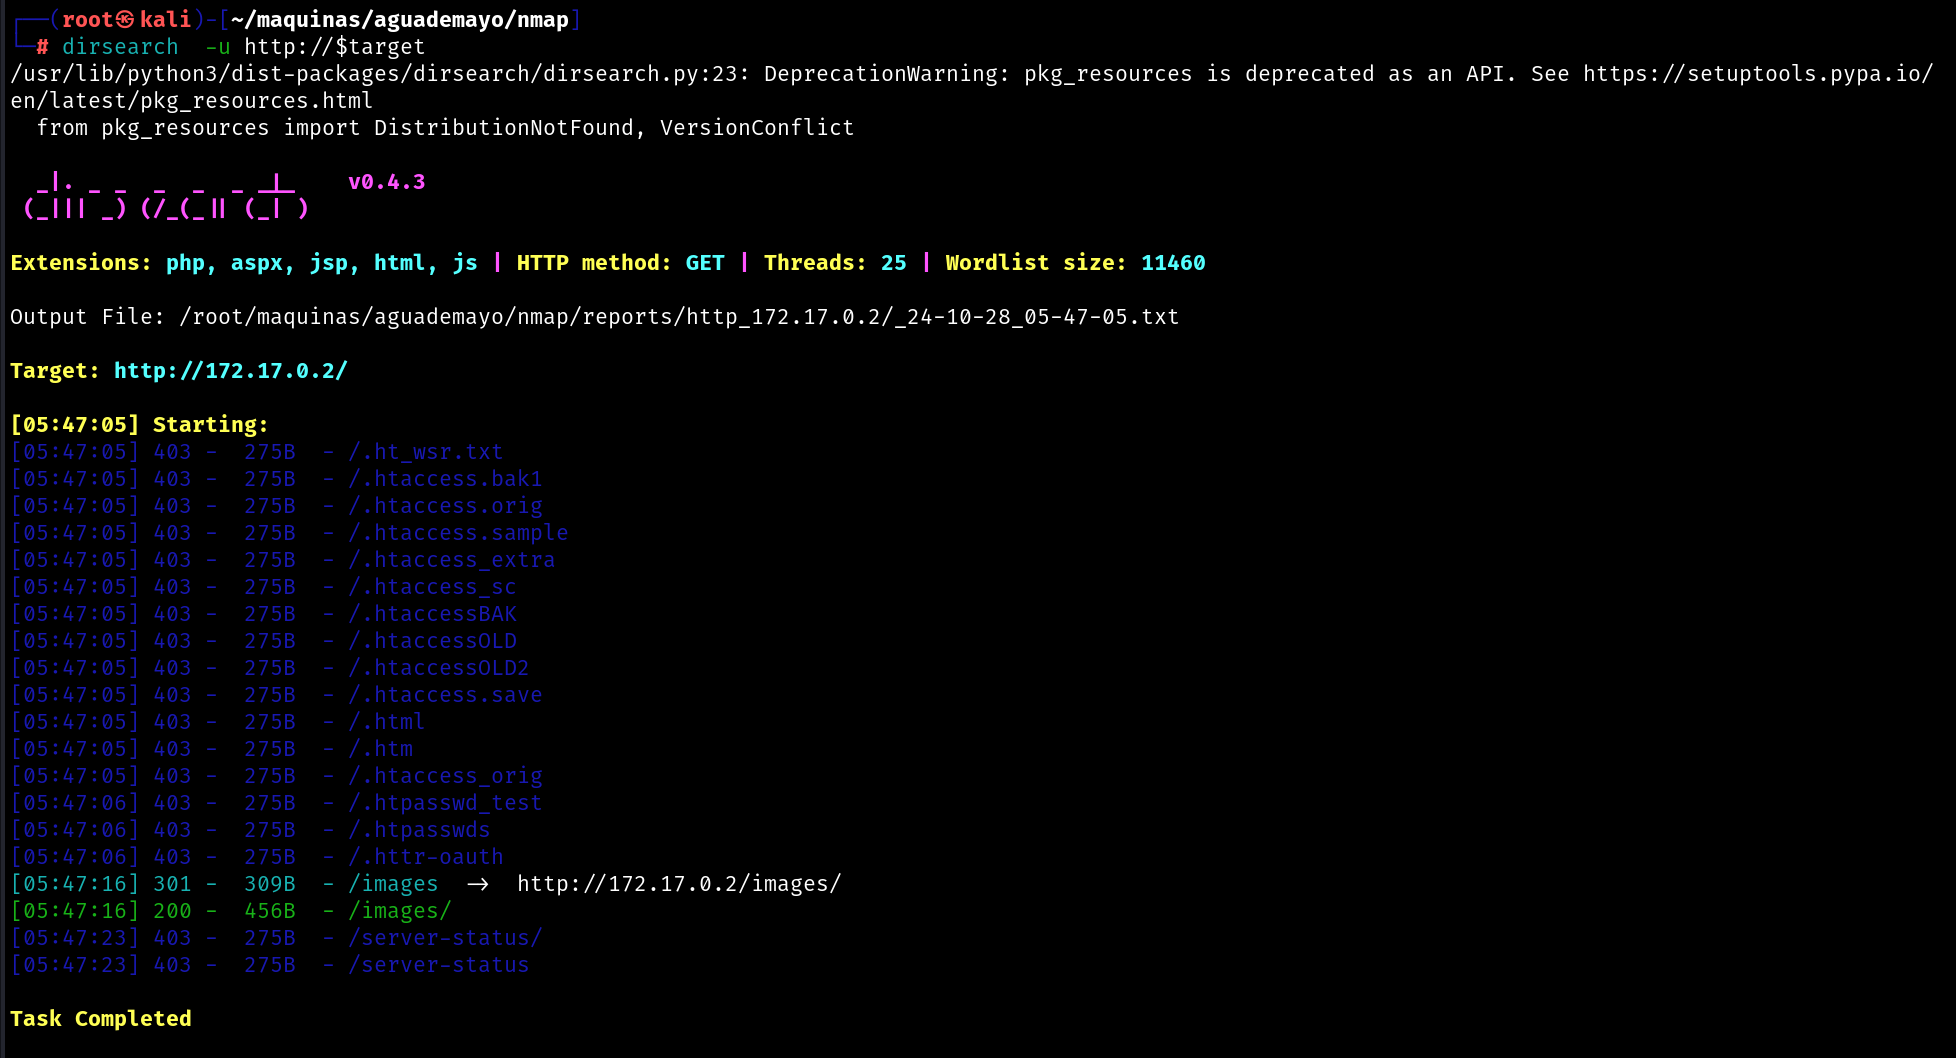 ┌──(root㉿kali)-[~/maquinas/aguademayo/nmap]
└─# dirsearch  -u http://$target
/usr/lib/python3/dist-packages/dirsearch/dirsearch.py:23: DeprecationWarning: pkg_resources is deprecated as an API. See https://setuptools.pypa.io/
en/latest/pkg_resources.html
  from pkg_resources import DistributionNotFound, VersionConflict
  _|. _ _  _  _  _ _|_    v0.4.3
 (_||| _) (/_(_|| (_| )
Extensions: php, aspx, jsp, html, js | HTTP method: GET | Threads: 25 | Wordlist size: 11460
Output File: /root/maquinas/aguademayo/nmap/reports/http_172.17.0.2/_24-10-28_05-47-05.txt
Target: http://172.17.0.2/
[05:47:05] Starting:
[05:47:05] 403 -  275B  - /.ht_wsr.txt
[05:47:05] 403 -  275B  - /.htaccess.bak1
[05:47:05] 403 -  275B  - /.htaccess.orig
[05:47:05] 403 -  275B  - /.htaccess.sample
[05:47:05] 403 -  275B  - /.htaccess_extra
[05:47:05] 403 -  275B  - /.htaccess_sc
[05:47:05] 403 -  275B  - /.htaccessBAK
[05:47:05] 403 -  275B  - /.htaccessOLD
[05:47:05] 403 -  275B  - /.htaccessOLD2
[05:47:05] 403 -  275B  - /.htaccess.save
[05:47:05] 403 -  275B  - /.html
[05:47:05] 403 -  275B  - /.htm
[05:47:05] 403 -  275B  - /.htaccess_orig
[05:47:06] 403 -  275B  - /.htpasswd_test
[05:47:06] 403 -  275B  - /.htpasswds
[05:47:06] 403 -  275B  - /.httr-oauth
[05:47:16] 301 -  309B  - /images  ->  http://172.17.0.2/images/
[05:47:16] 200 -  456B  - /images/
[05:47:23] 403 -  275B  - /server-status/
[05:47:23] 403 -  275B  - /server-status
Task Completed